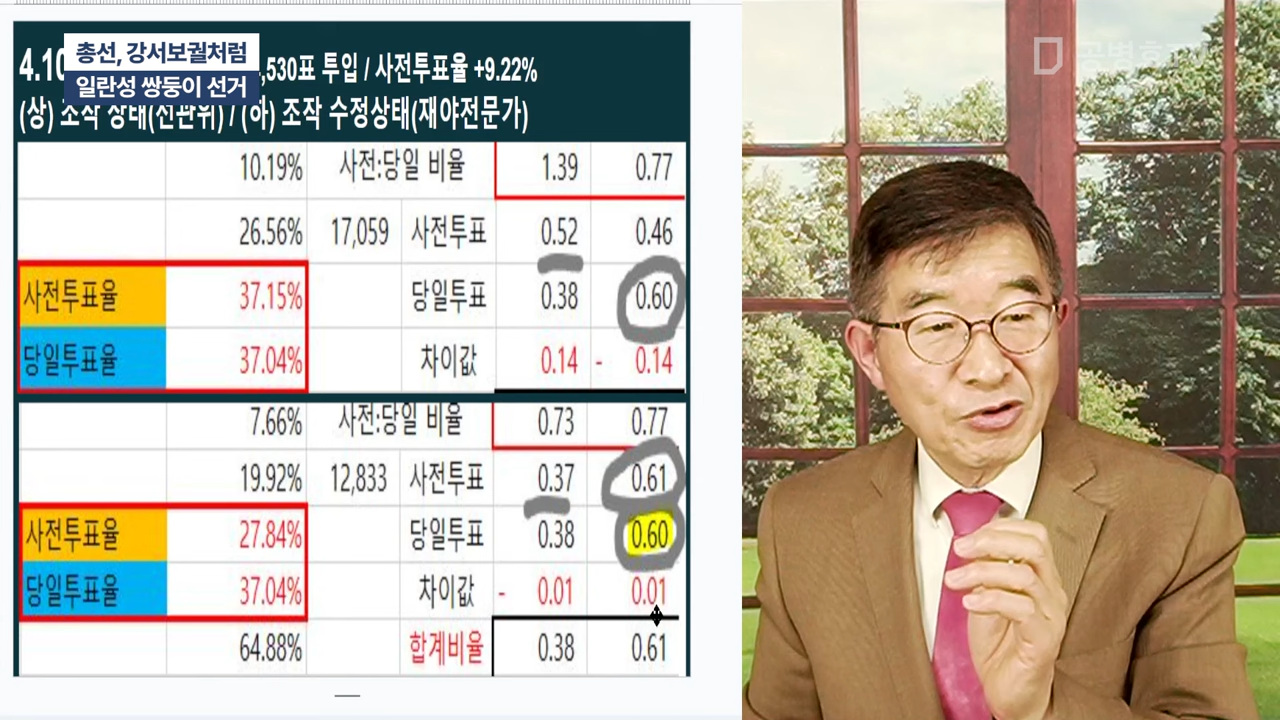 총선, 강서보궐처럼
일란성 쌍둥이 선거
4.10 ,530표 투입 / 사전투표율 +9.22%
(상) 조작 상태(선관위) / (하) 조작 수정상태(재야전문가)
10.19% 사전:당일 비율 1.39 0.77
26.56% 17,059 사전투표 0.52 0.46
사전투표율 37.15% 당일투표 0.38 0.60
당일투표율 37.04% 차이값 0.14 - 0.14
7.66% 사전:당일 비율 0.73 0.77
19.92% 12,833 사전투표 0.37 0.61
사전투표율 27.84% 당일투표 0.38 0.60
당일투표율 37.04% 차이값 - 0.01 0.01
64.88% 합계비율 0.38 0.61
공병호